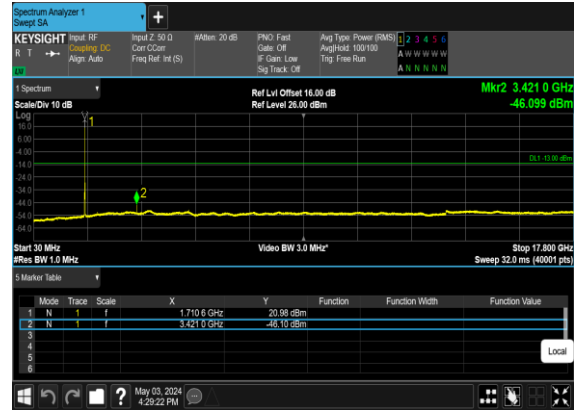 Spectrum Analyzer 1
Swept SA
+
KEYSIGHT
R T
Input: RF
Coupling: DC
Align: Auto
Input Z: 50 Ω
Corr CCorr
Freq Ref: Int (S)
#Atten: 20 dB
PNO: Fast
Gate: Off
IF Gain: Low
Sig Track: Off
Avg Type: Power (RMS)
Avg|Hold: 100/100
Trig: Free Run
1 2 3 4 5 6
A W W W W W
A N N N N N
1 Spectrum
Scale/Div 10 dB
Log
Ref Lvl Offset 16.00 dB
Ref Level 26.00 dBm
Mkr2 3.421 0 GHz
-46.099 dBm
16.0
6.00
-4.00
-14.0
-24.0
-34.0
-44.0
-54.0
-64.0
1
2
DL1 -13.00 dBm
Start 30 MHz
#Res BW 1.0 MHz
Video BW 3.0 MHz*
Stop 17.800 GHz
Sweep 32.0 ms (40001 pts)
5 Marker Table
Mode Trace Scale X Y Function Function Width Function Value
1 N 1 f 1.710 6 GHz 20.98 dBm
2 N 1 f 3.421 0 GHz -46.10 dBm
3
4
5
6
Local
?
May 03, 2024
4:29:22 PM